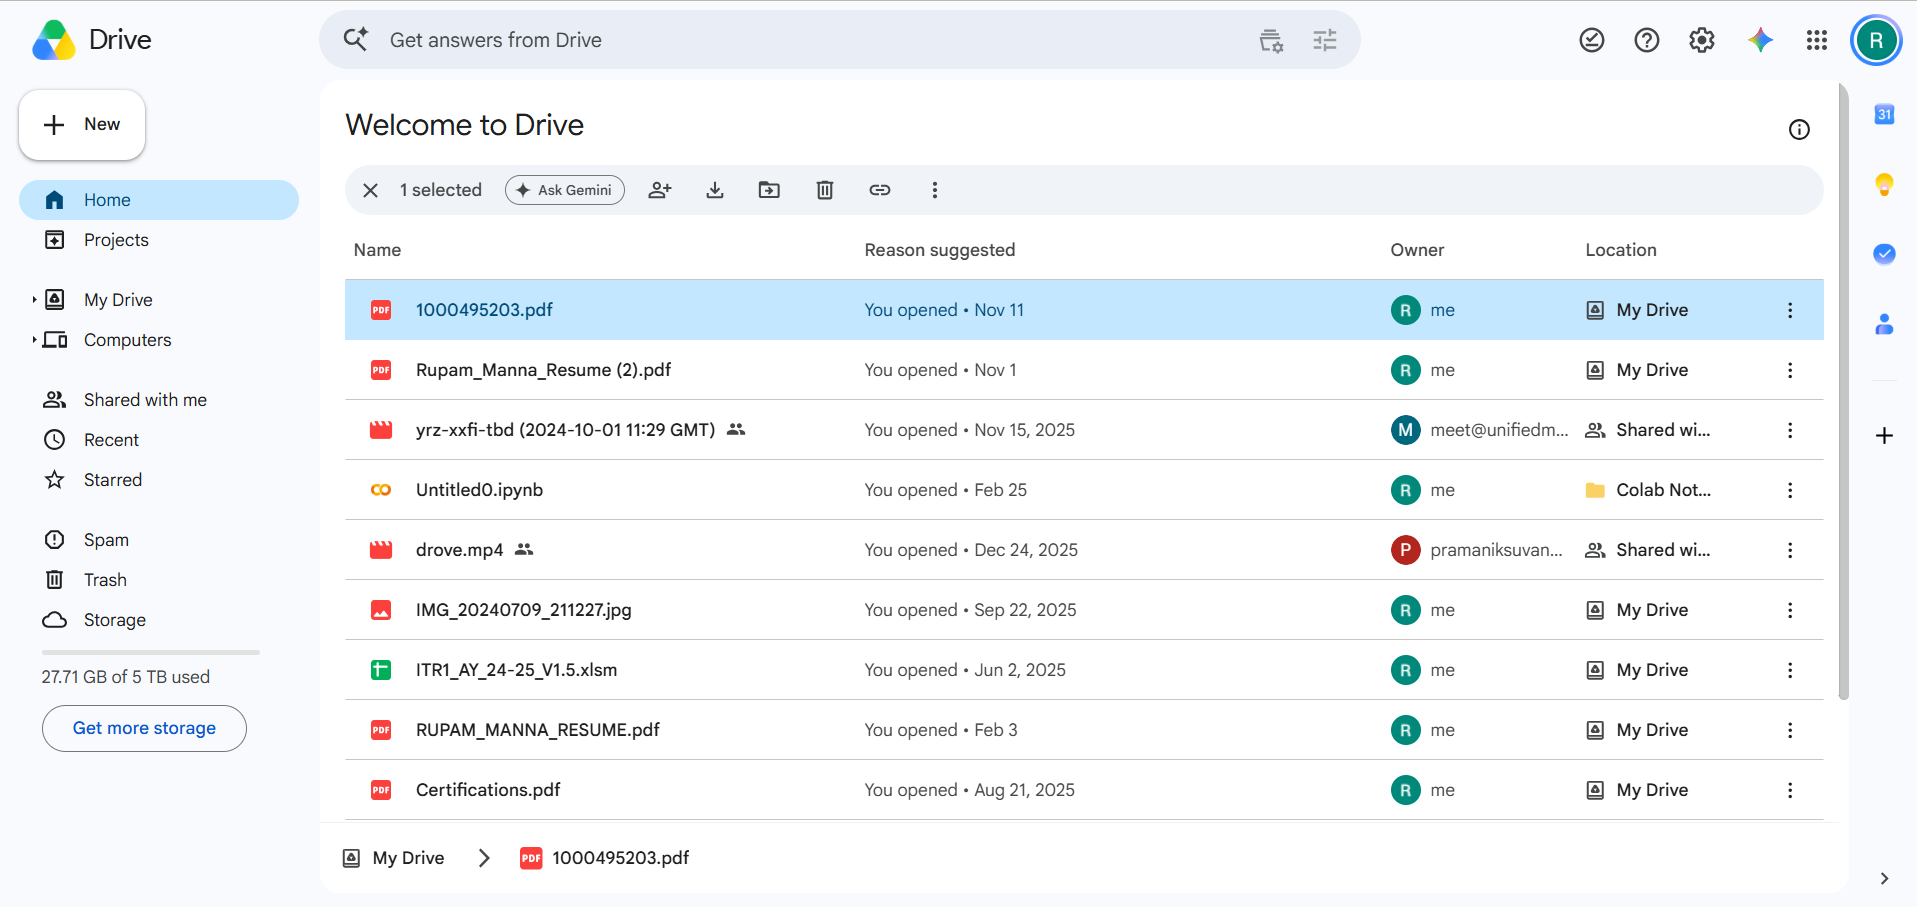 Drive
Get answers from Drive
R
New
Welcome to Drive
31
1 selected
Ask Gemini
Home
Projects
My Drive
Computers
Shared with me
Recent
Starred
Spam
Trash
Storage
27.71 GB of 5 TB used
Get more storage
Name Reason suggested Owner Location
PDF 1000495203.pdf You opened • Nov 11 R me My Drive
PDF Rupam_Manna_Resume (2).pdf You opened • Nov 1 R me My Drive
yrz-xxfi-tbd (2024-10-01 11:29 GMT) You opened • Nov 15, 2025 M meet@unifiedm... Shared wi...
Untitled0.ipynb You opened • Feb 25 R me Colab Not...
drove.mp4 You opened • Dec 24, 2025 P pramaniksuvan... Shared wi...
IMG_20240709_211227.jpg You opened • Sep 22, 2025 R me My Drive
ITR1_AY_24-25_V1.5.xlsm You opened • Jun 2, 2025 R me My Drive
PDF RUPAM_MANNA_RESUME.pdf You opened • Feb 3 R me My Drive
PDF Certifications.pdf You opened • Aug 21, 2025 R me My Drive
My Drive PDF 1000495203.pdf